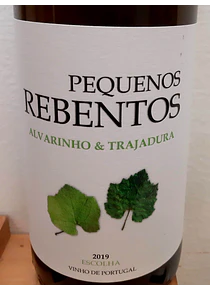 PEQUENOS
REBENTOS
ALVARINHO & TRAJADURA
2019
ESCOLHA
VINHO DE PORTUGAL